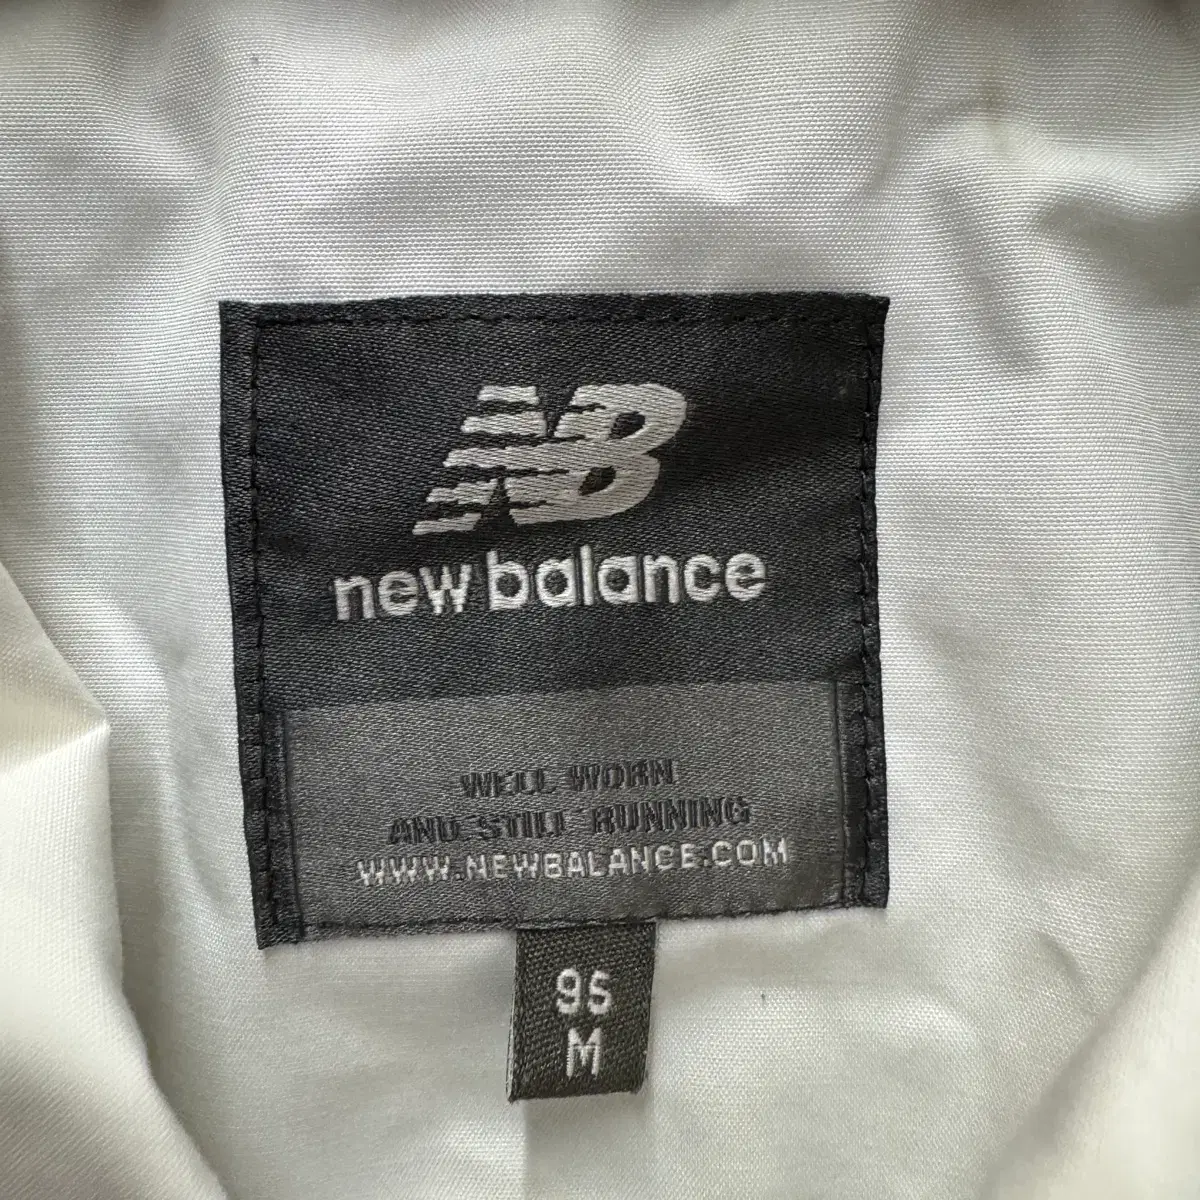 NB
new balance
WELL WORN
AND STILL RUNNING
WWW.NEWBALANCE.COM
95
M